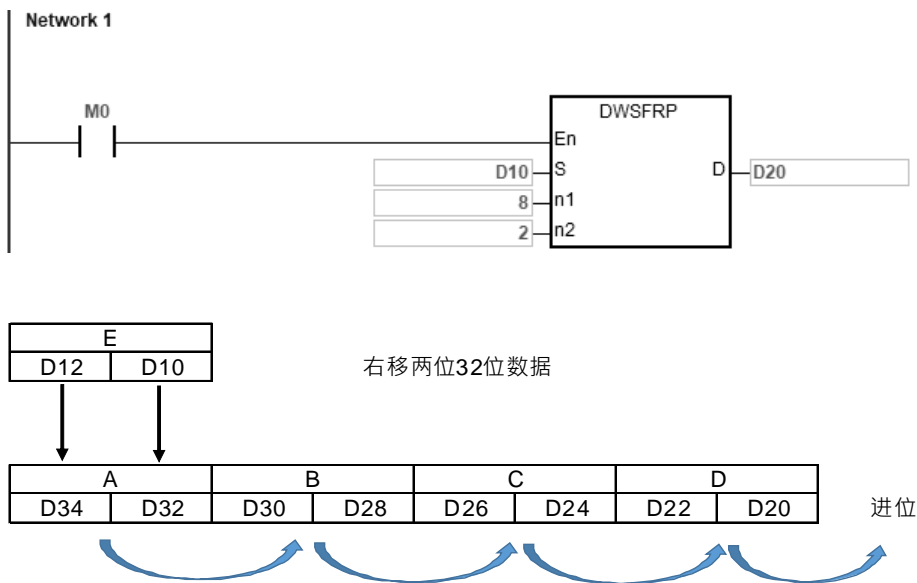 Network 1
M0
DWSFRP
En
D10 S D D20
8 n1
2 n2
E
D12 D10
右移两位32位数据
A B C D
D34 D32 D30 D28 D26 D24 D22 D20
进位